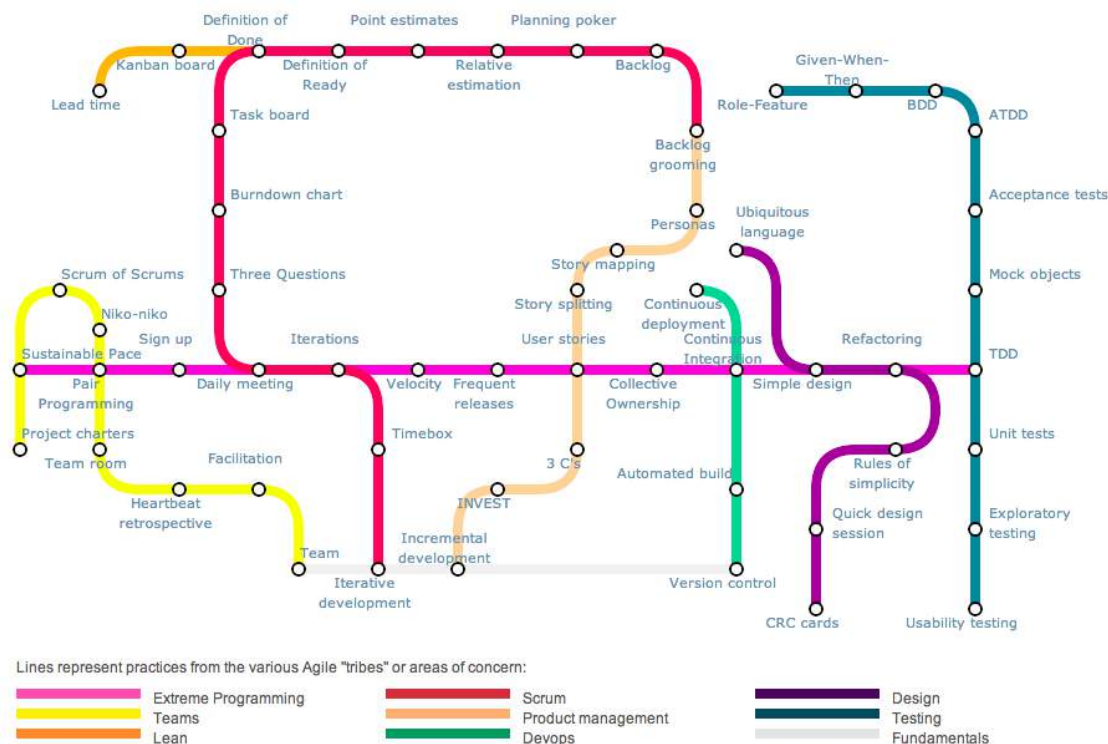 Definition of
Done
Point estimates
Planning poker
Kanban board
Definition of
Ready
Relative
estimation
Backlog
Given-When-
Then
Lead time
Role-Feature
BDD
Task board
ATDD
Backlog
grooming
Burndown chart
Acceptance tests
Personas
Ubiquitous
language
Story mapping
Scrum of Scrums
Three Questions
Mock objects
Niko-niko
Story splitting
Continuous
deployment
Sign up
Iterations
User stories
Continuous
Integration
Refactoring
Sustainable Pace
TDD
Pair
Programming
Daily meeting
Velocity
Frequent
releases
Collective
Ownership
Simple design
Project charters
Timebox
Unit tests
Team room
Facilitation
3 C's
Rules of
simplicity
Automated build
Heartbeat
retrospective
INVEST
Quick design
session
Exploratory
testing
Incremental
development
Team
Iterative
development
Version control
CRC cards
Usability testing
Lines represent practices from the various Agile "tribes" or areas of concern:
Extreme Programming
Scrum
Design
Teams
Product management
Testing
Lean
Devops
Fundamentals